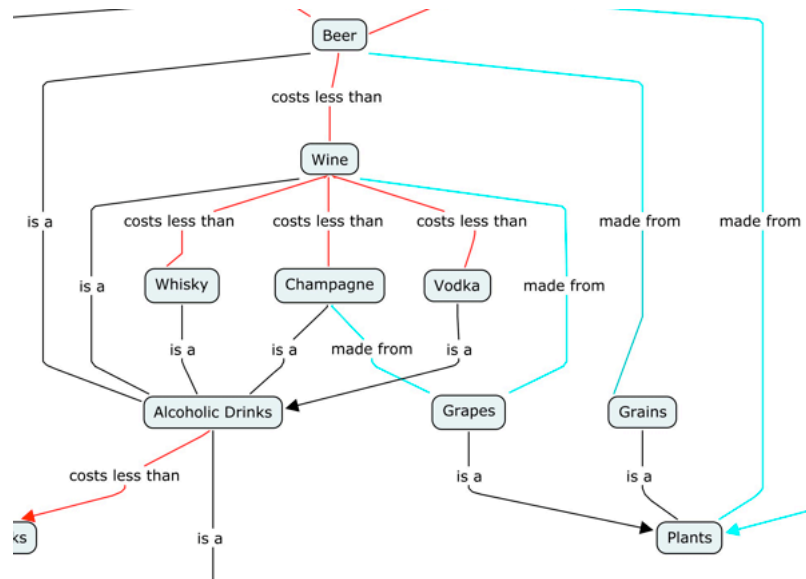 Beer
costs less than
Wine
is a
costs less than
costs less than
costs less than
made from
made from
Whisky
Champagne
Vodka
is a
made from
is a
is a
made from
is a
Alcoholic Drinks
Grapes
Grains
costs less than
is a
is a
ks
is a
Plants